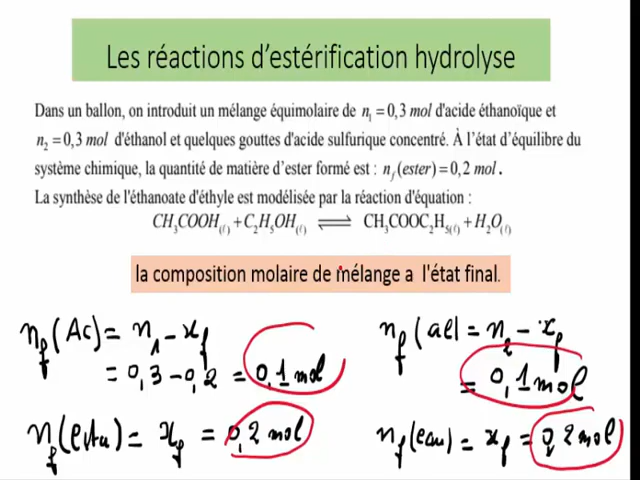 Les réactions d'estérification hydrolyse
Dans un ballon, on introduit un mélange équimolaire de n₁ = 0,3 mol d'acide éthanoïque et
n₂ = 0,3 mol d'éthanol et quelques gouttes d'acide sulfurique concentré. À l'état d'équilibre du
système chimique, la quantité de matière d'ester formé est : n_f (ester) = 0,2 mol .
La synthèse de l'éthanoate d'éthyle est modélisée par la réaction d'équation :
CH₃COOH(ℓ) + C₂H₅OH(ℓ) ⇌ CH₃COOC₂H₅(ℓ) + H₂O(ℓ)
la composition molaire de mélange a l'état final.
n_f (Ac) = n₁ - x_f
= 0,3 - 0,2 = 0,1 mol
n_f (al) = n₂ - x_f
= 0,1 mol
n_f (ester) = x_f = 0,2 mol
n_f (eau) = x_f = 0,2 mol